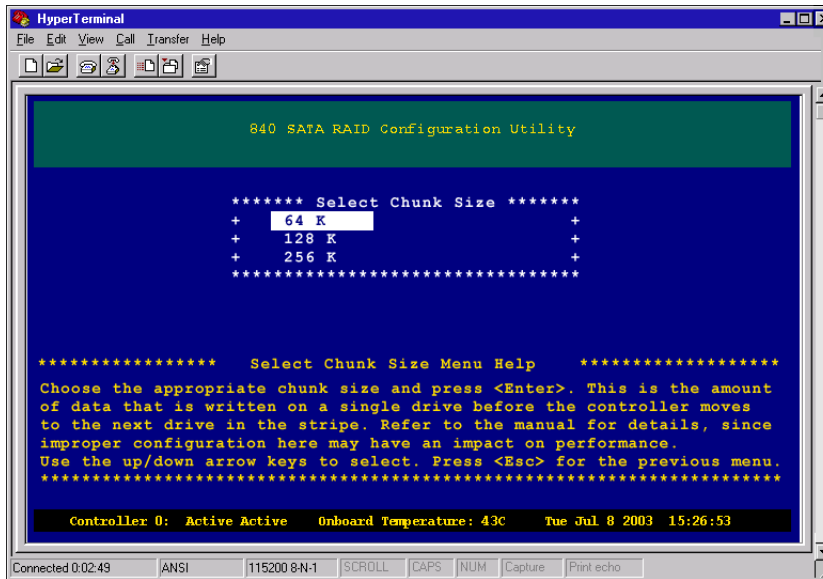 HyperTerminal
File Edit View Call Transfer Help
840 SATA RAID Configuration Utility
******* Select Chunk Size *******
+ 64 K +
+ 128 K +
+ 256 K +
*********************************
***************** Select Chunk Size Menu Help *******************
Choose the appropriate chunk size and press <Enter>. This is the amount
of data that is written on a single drive before the controller moves
to the next drive in the stripe. Refer to the manual for details, since
improper configuration here may have an impact on performance.
Use the up/down arrow keys to select. Press <Esc> for the previous menu.
***********************************************************************
Controller 0: Active Active Onboard Temperature: 43C Tue Jul 8 2003 15:26:53
Connected 0:02:49 ANSI 115200 8-N-1 SCROLL CAPS NUM Capture Print echo